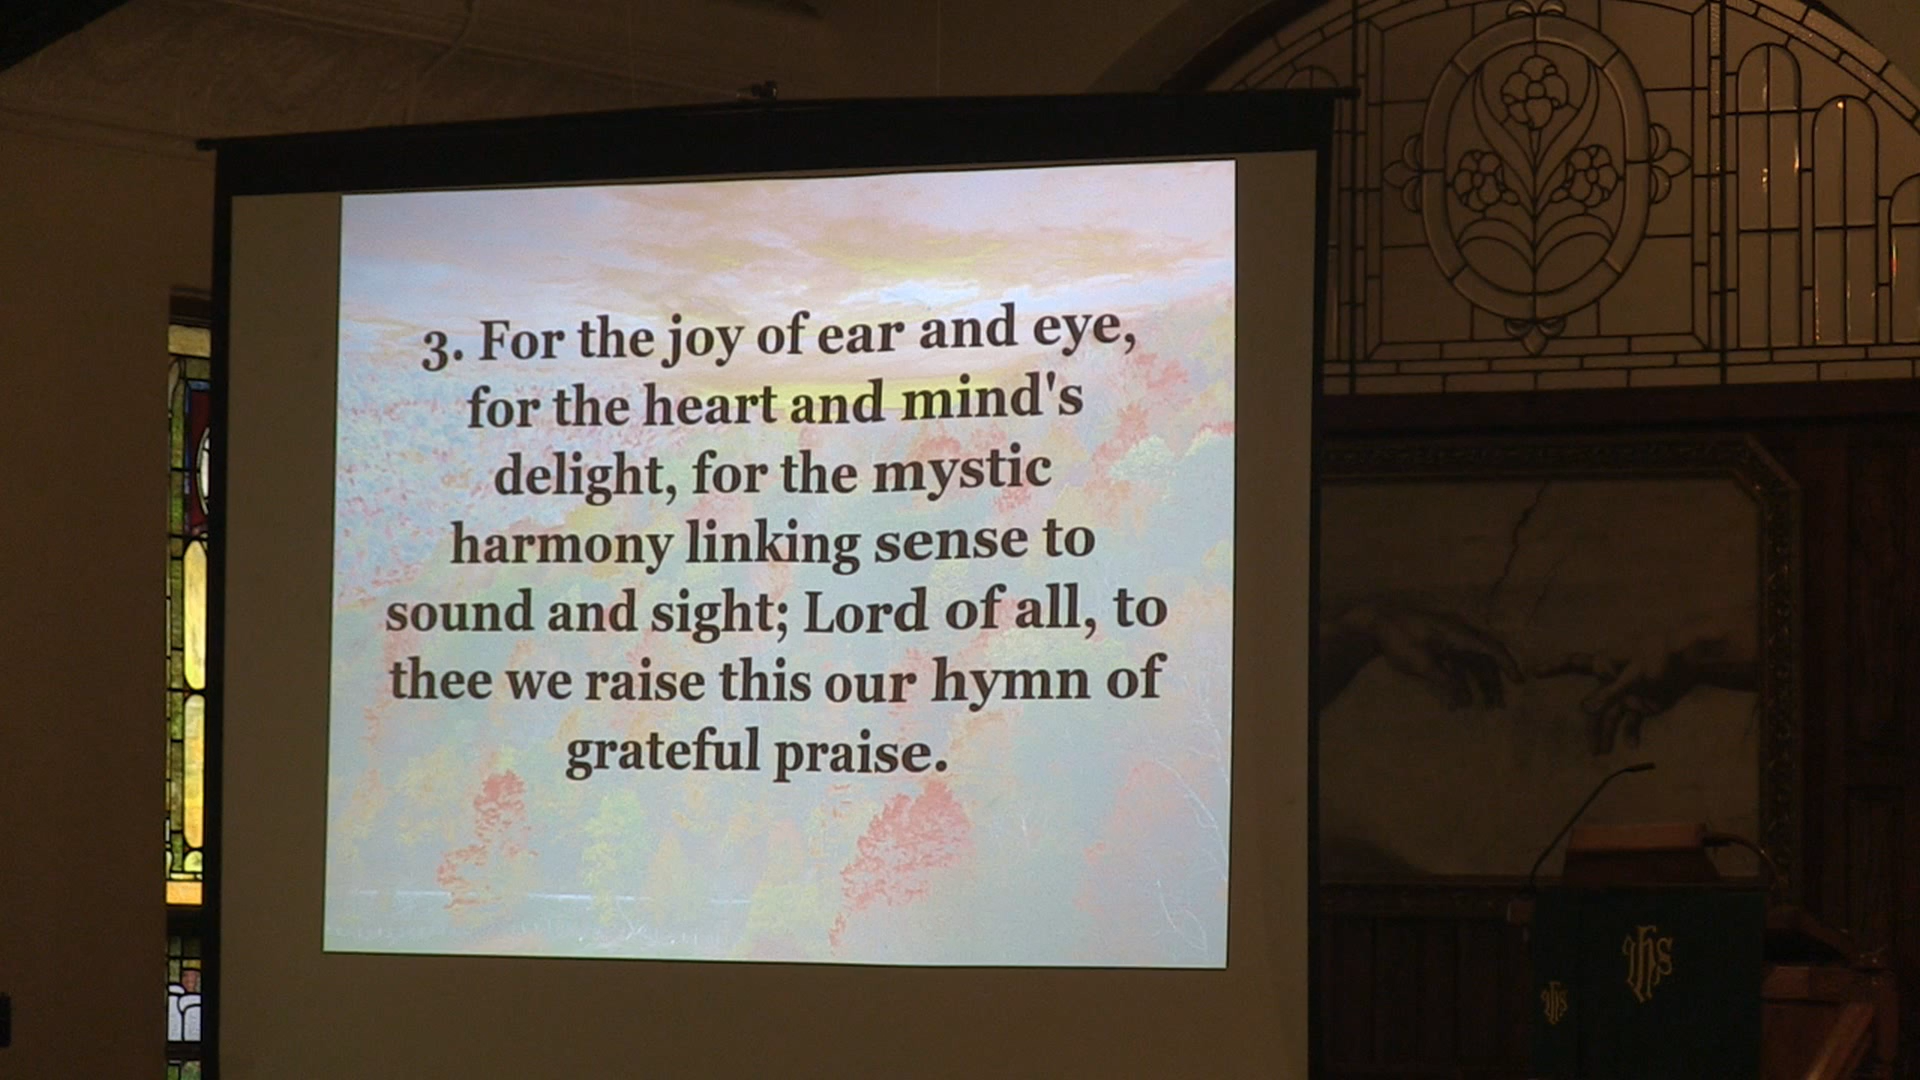 3. For the joy of ear and eye,
for the heart and mind's
delight, for the mystic
harmony linking sense to
sound and sight; Lord of all, to
thee we raise this our hymn of
grateful praise.
IHS
IHS